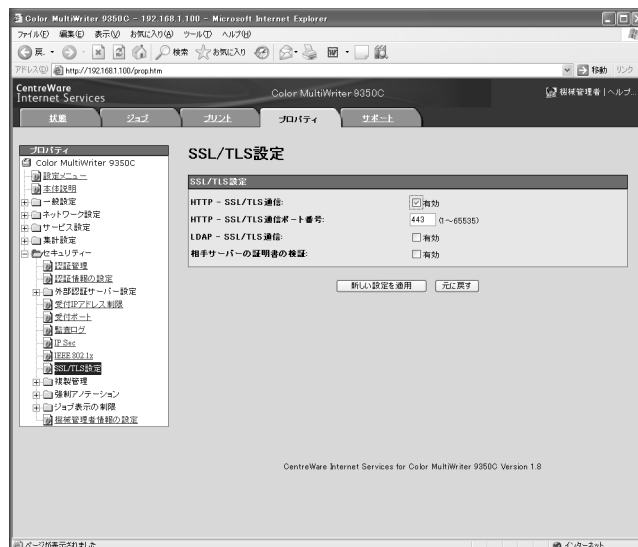 Color MultiWriter 9350C - 192.168.1.100 - Microsoft Internet Explorer
ファイル(F) 編集(E) 表示(V) お気に入り(A) ツール(T) ヘルプ(H)
戻 検索 お気に入り
アドレス(D) http://192.168.1.100/prop.htm 移動 リンク
CentreWare
Internet Services
Color MultiWriter 9350C
機械管理者 | ヘルプ...
状態 ジョブ プリント プロパティ サポート
プロパティ
Color MultiWriter 9350C
設定メニュー
本体説明
一般設定
ネットワーク設定
サービス設定
集計設定
セキュリティー
認証管理
認証情報の設定
外部認証サーバー設定
受付IPアドレス制限
受付ポート
監査ログ
IP Sec
IEEE 802.1x
SSL/TLS設定
複製管理
強制アノテーション
ジョブ表示の制限
機械管理者情報の設定
SSL/TLS設定
SSL/TLS設定
HTTP - SSL/TLS通信: 有効
HTTP - SSL/TLS通信ポート番号: 443 (1～65535)
LDAP - SSL/TLS通信: 有効
相手サーバーの証明書の検証: 有効
新しい設定を適用 元に戻す
CentreWare Internet Services for Color MultiWriter 9350C Version 1.8
ページが表示されました インターネット